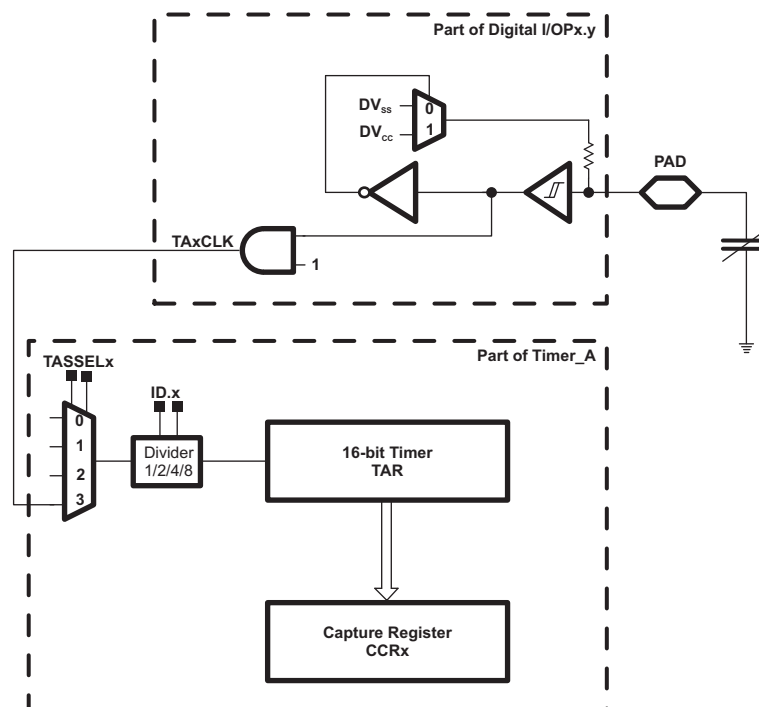 Part of Digital I/OPx.y
DVss
0
DVcc
1
PAD
TAxCLK
1
Part of Timer_A
TASSELx
ID.x
0
1
2
3
Divider
1/2/4/8
16-bit Timer
TAR
Capture Register
CCRx